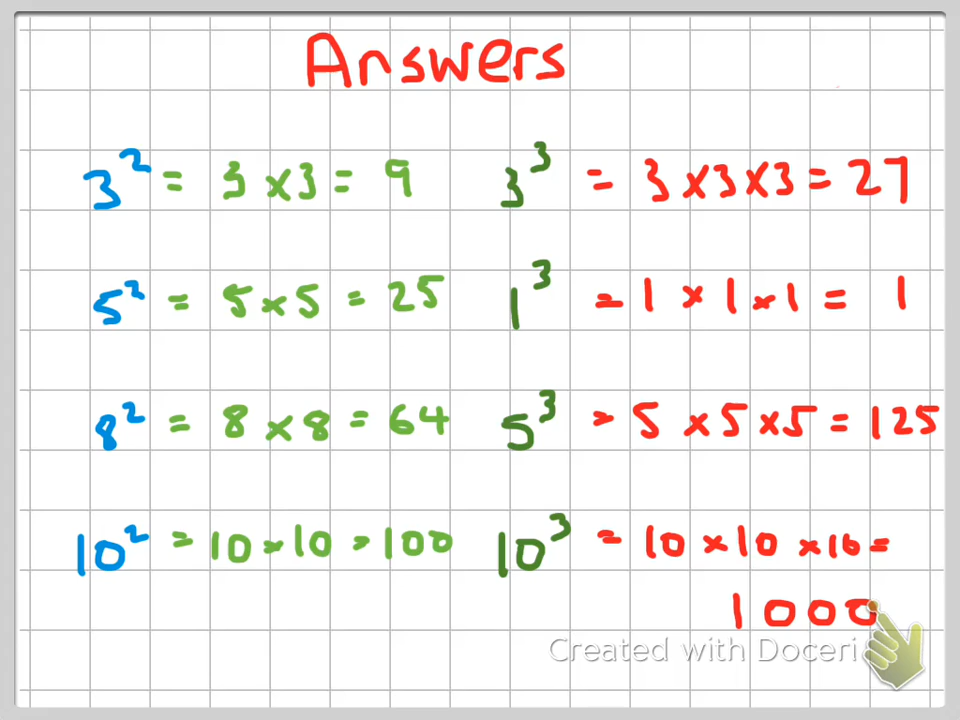 Answers
3² = 3 × 3 = 9
3³ = 3 × 3 × 3 = 27
5² = 5 × 5 = 25
1³ = 1 × 1 × 1 = 1
8² = 8 × 8 = 64
5³ = 5 × 5 × 5 = 125
10² = 10 × 10 = 100
10³ = 10 × 10 × 10 =
1000
Created with Doceri